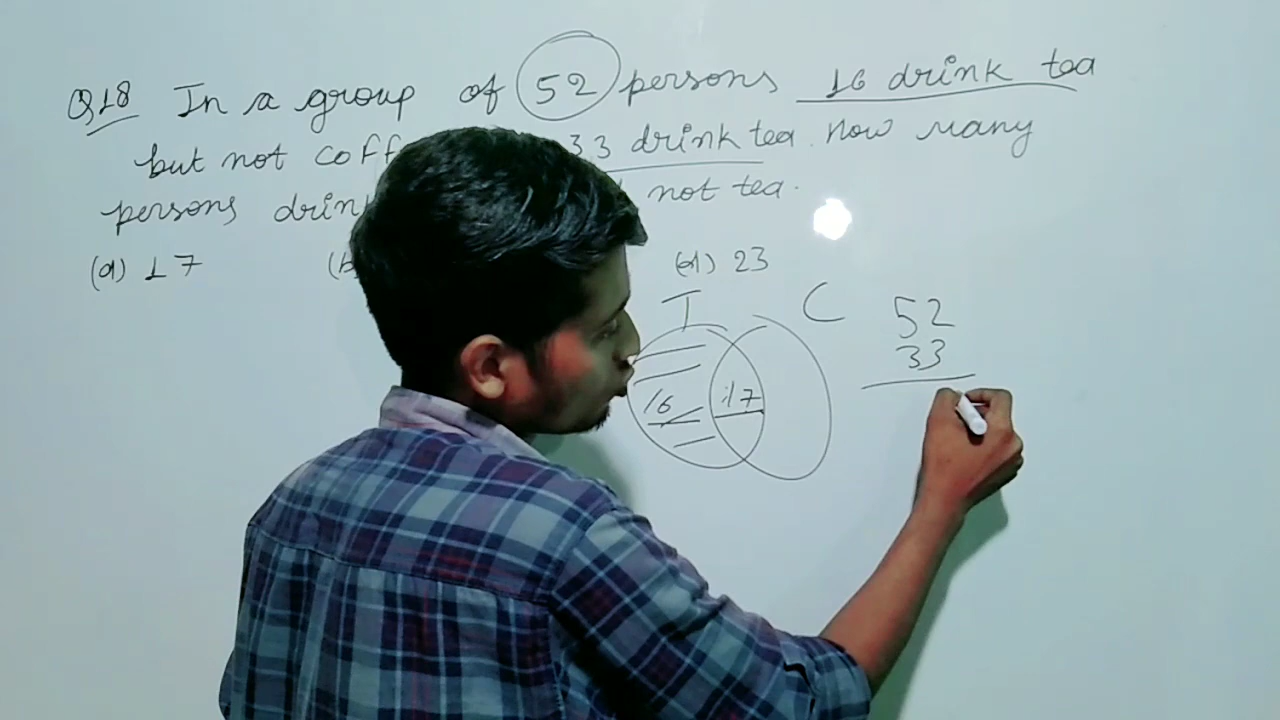 Q18 In a group of 52 persons 16 drink tea
but not coff 33 drink tea. How many
persons drink not tea.
(a) 17 (b (d) 23
T C 52
33
16 17